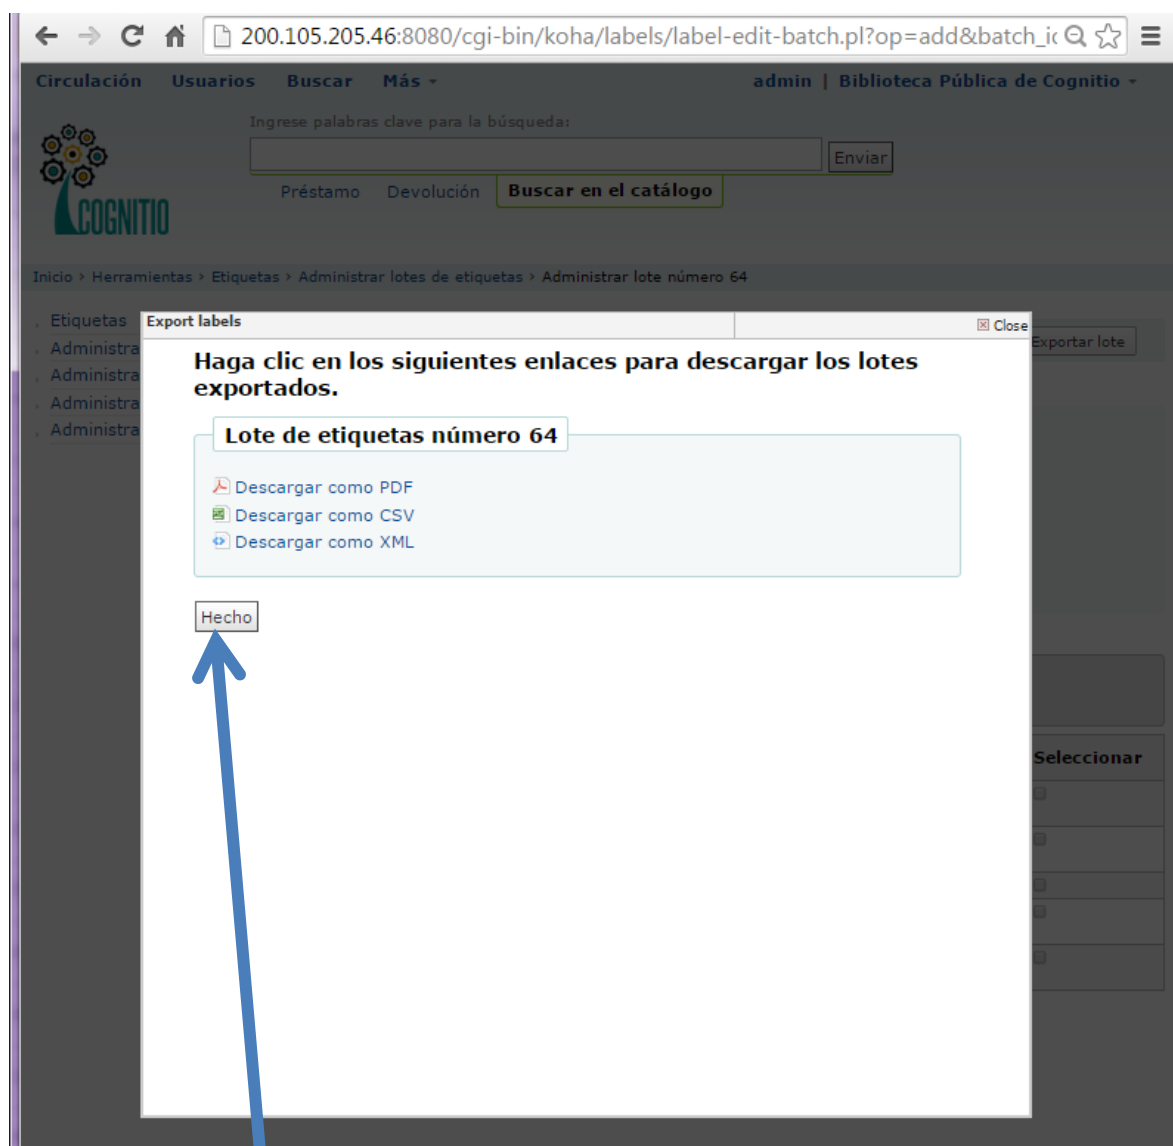 200.105.205.46:8080/cgi-bin/koha/labels/label-edit-batch.pl?op=add&batch_i
Circulación Usuarios Buscar Más admin | Biblioteca Pública de Cognitio
Ingrese palabras clave para la búsqueda:
Enviar
Préstamo Devolución Buscar en el catálogo
COGNITIO
Inicio › Herramientas › Etiquetas › Administrar lotes de etiquetas › Administrar lote número 64
Etiquetas
Administra
Administra
Administra
Administra
Exportar lote
Export labels Close
Haga clic en los siguientes enlaces para descargar los lotes
exportados.
Lote de etiquetas número 64
Descargar como PDF
Descargar como CSV
Descargar como XML
Hecho
Seleccionar